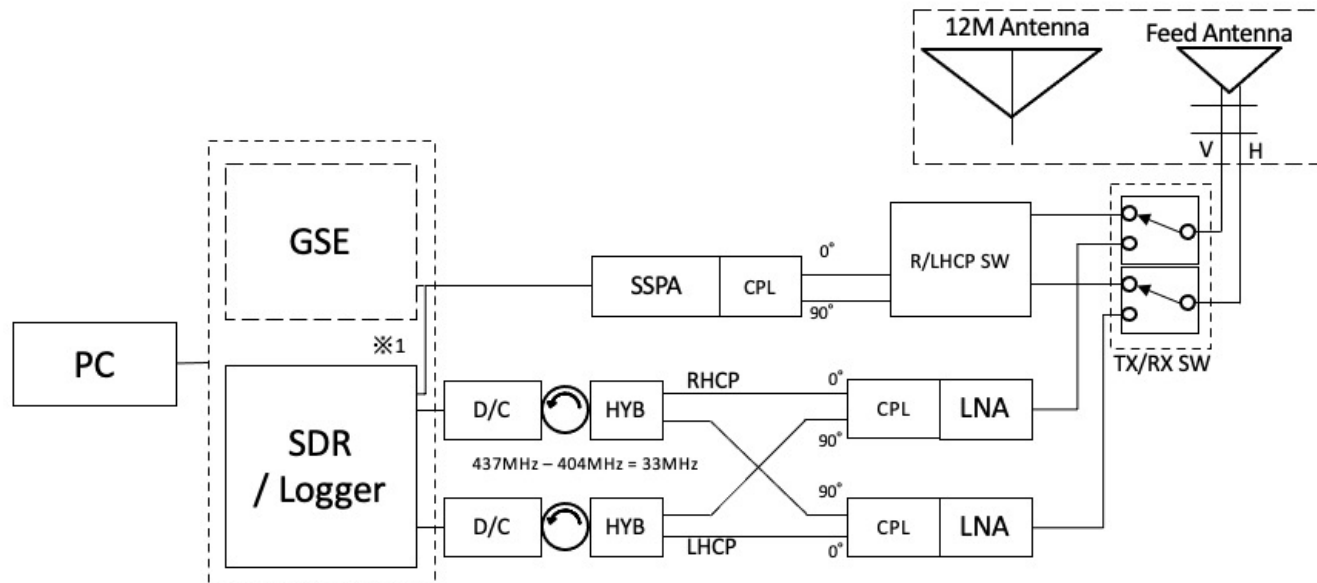 12M Antenna
Feed Antenna
V
H
GSE
0°
SSPA
CPL
R/LHCP SW
90°
TX/RX SW
PC
※1
SDR
/ Logger
D/C
HYB
RHCP
0°
CPL
LNA
90°
437MHz – 404MHz = 33MHz
90°
D/C
HYB
LHCP
CPL
LNA
0°